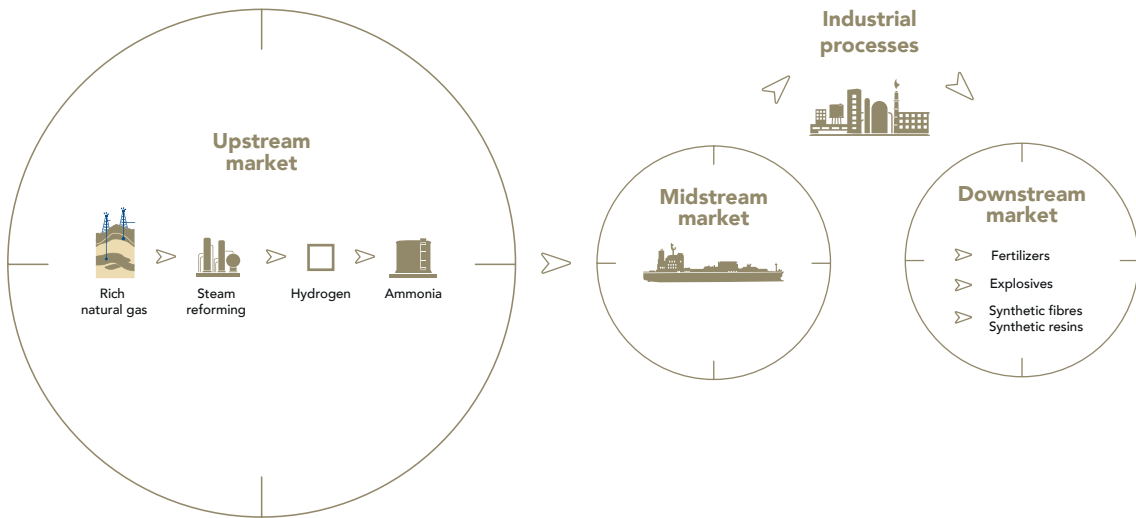 Industrial
processes
Upstream
market
Rich
natural gas
Steam
reforming
Hydrogen
Ammonia
Midstream
market
Downstream
market
Fertilizers
Explosives
Synthetic fibres
Synthetic resins